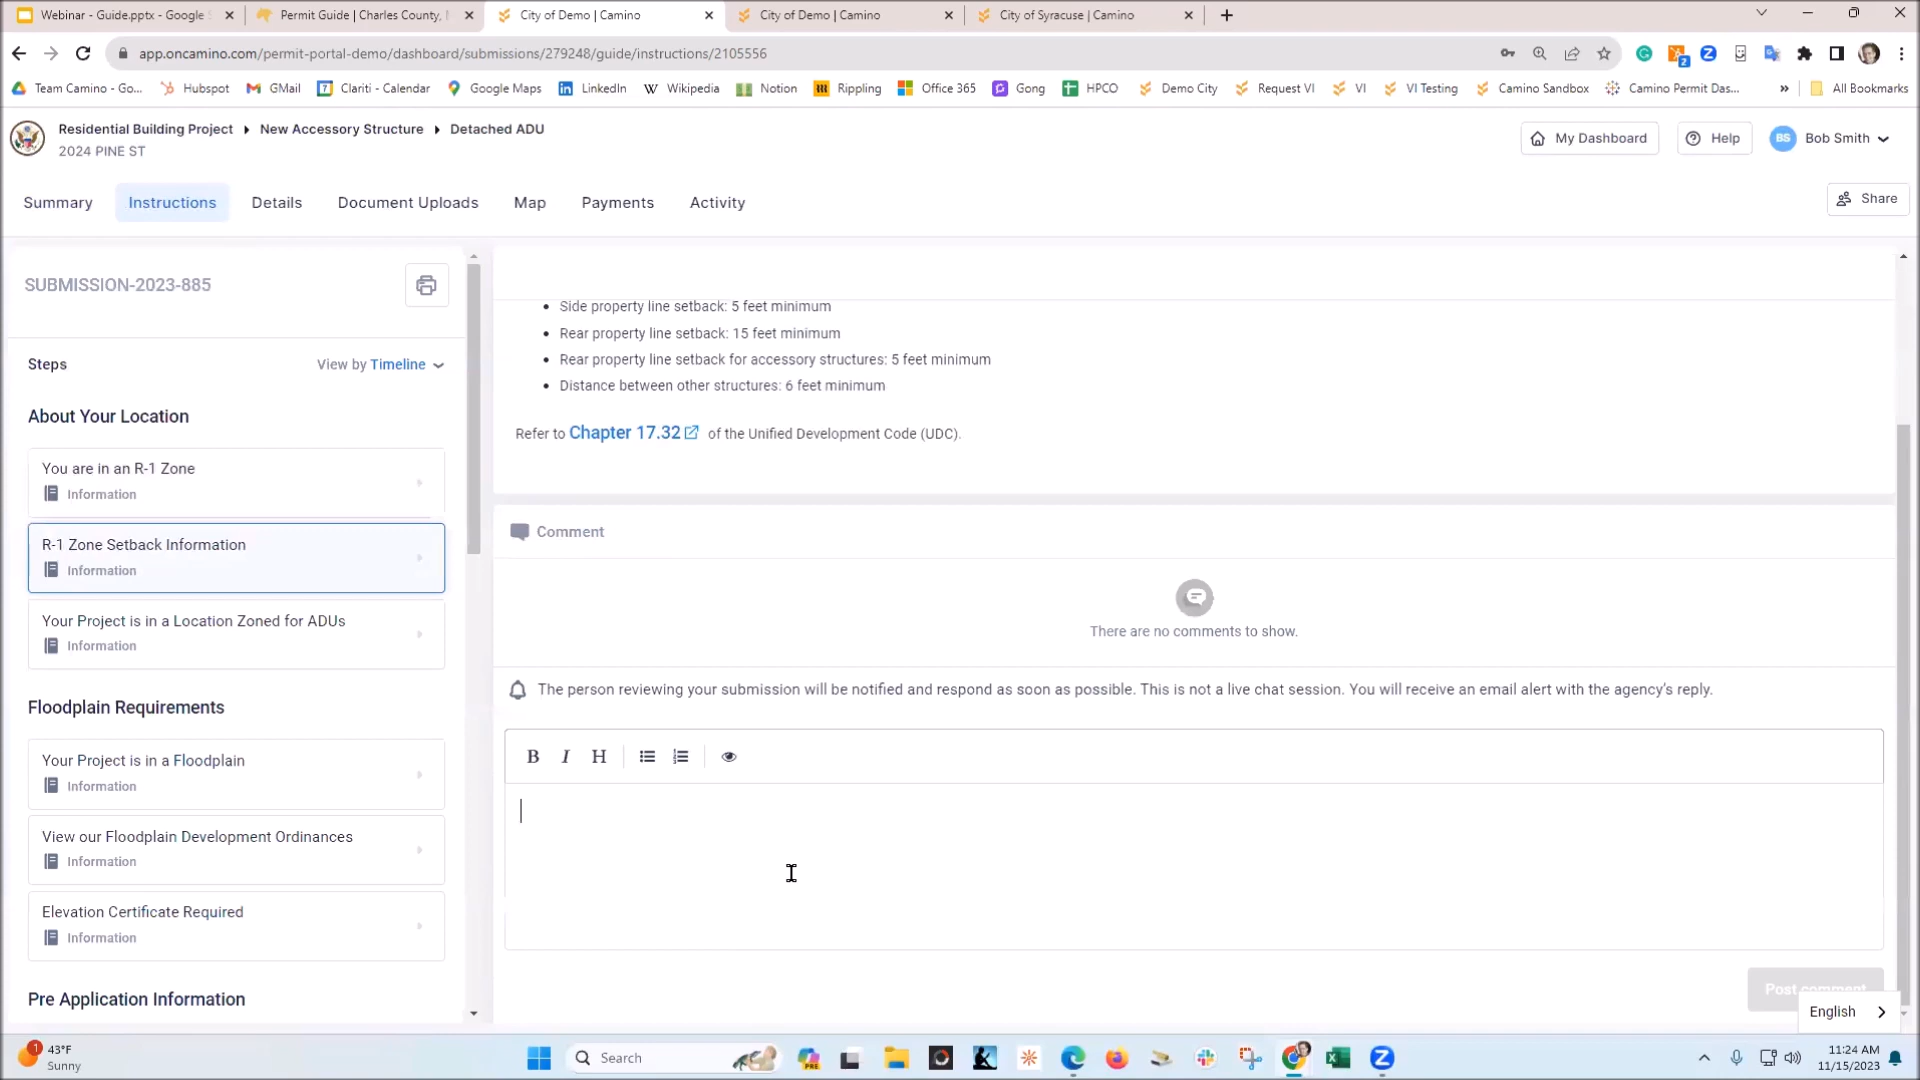 Webinar - Guide.pptx - Google S
Permit Guide | Charles County,
City of Demo | Camino
City of Demo | Camino
City of Syracuse | Camino
app.oncamino.com/permit-portal-demo/dashboard/submissions/279248/guide/instructions/2105556
Team Camino - Go...
Hubspot
GMail
Clariti - Calendar
Google Maps
LinkedIn
Wikipedia
Notion
Rippling
Office 365
Gong
HPCO
Demo City
Request VI
VI
VI Testing
Camino Sandbox
Camino Permit Das...
All Bookmarks
Residential Building Project
New Accessory Structure
Detached ADU
2024 PINE ST
My Dashboard
Help
BS
Bob Smith
Summary
Instructions
Details
Document Uploads
Map
Payments
Activity
Share
SUBMISSION-2023-885
Steps
View by Timeline
About Your Location
You are in an R-1 Zone
Information
R-1 Zone Setback Information
Information
Your Project is in a Location Zoned for ADUs
Information
Floodplain Requirements
Your Project is in a Floodplain
Information
View our Floodplain Development Ordinances
Information
Elevation Certificate Required
Information
Pre Application Information
• Side property line setback: 5 feet minimum
• Rear property line setback: 15 feet minimum
• Rear property line setback for accessory structures: 5 feet minimum
• Distance between other structures: 6 feet minimum
Refer to Chapter 17.32 of the Unified Development Code (UDC).
Comment
There are no comments to show.
The person reviewing your submission will be notified and respond as soon as possible. This is not a live chat session. You will receive an email alert with the agency's reply.
B I H
Post comment
English
43°F
Sunny
Search
11:24 AM
11/15/2023